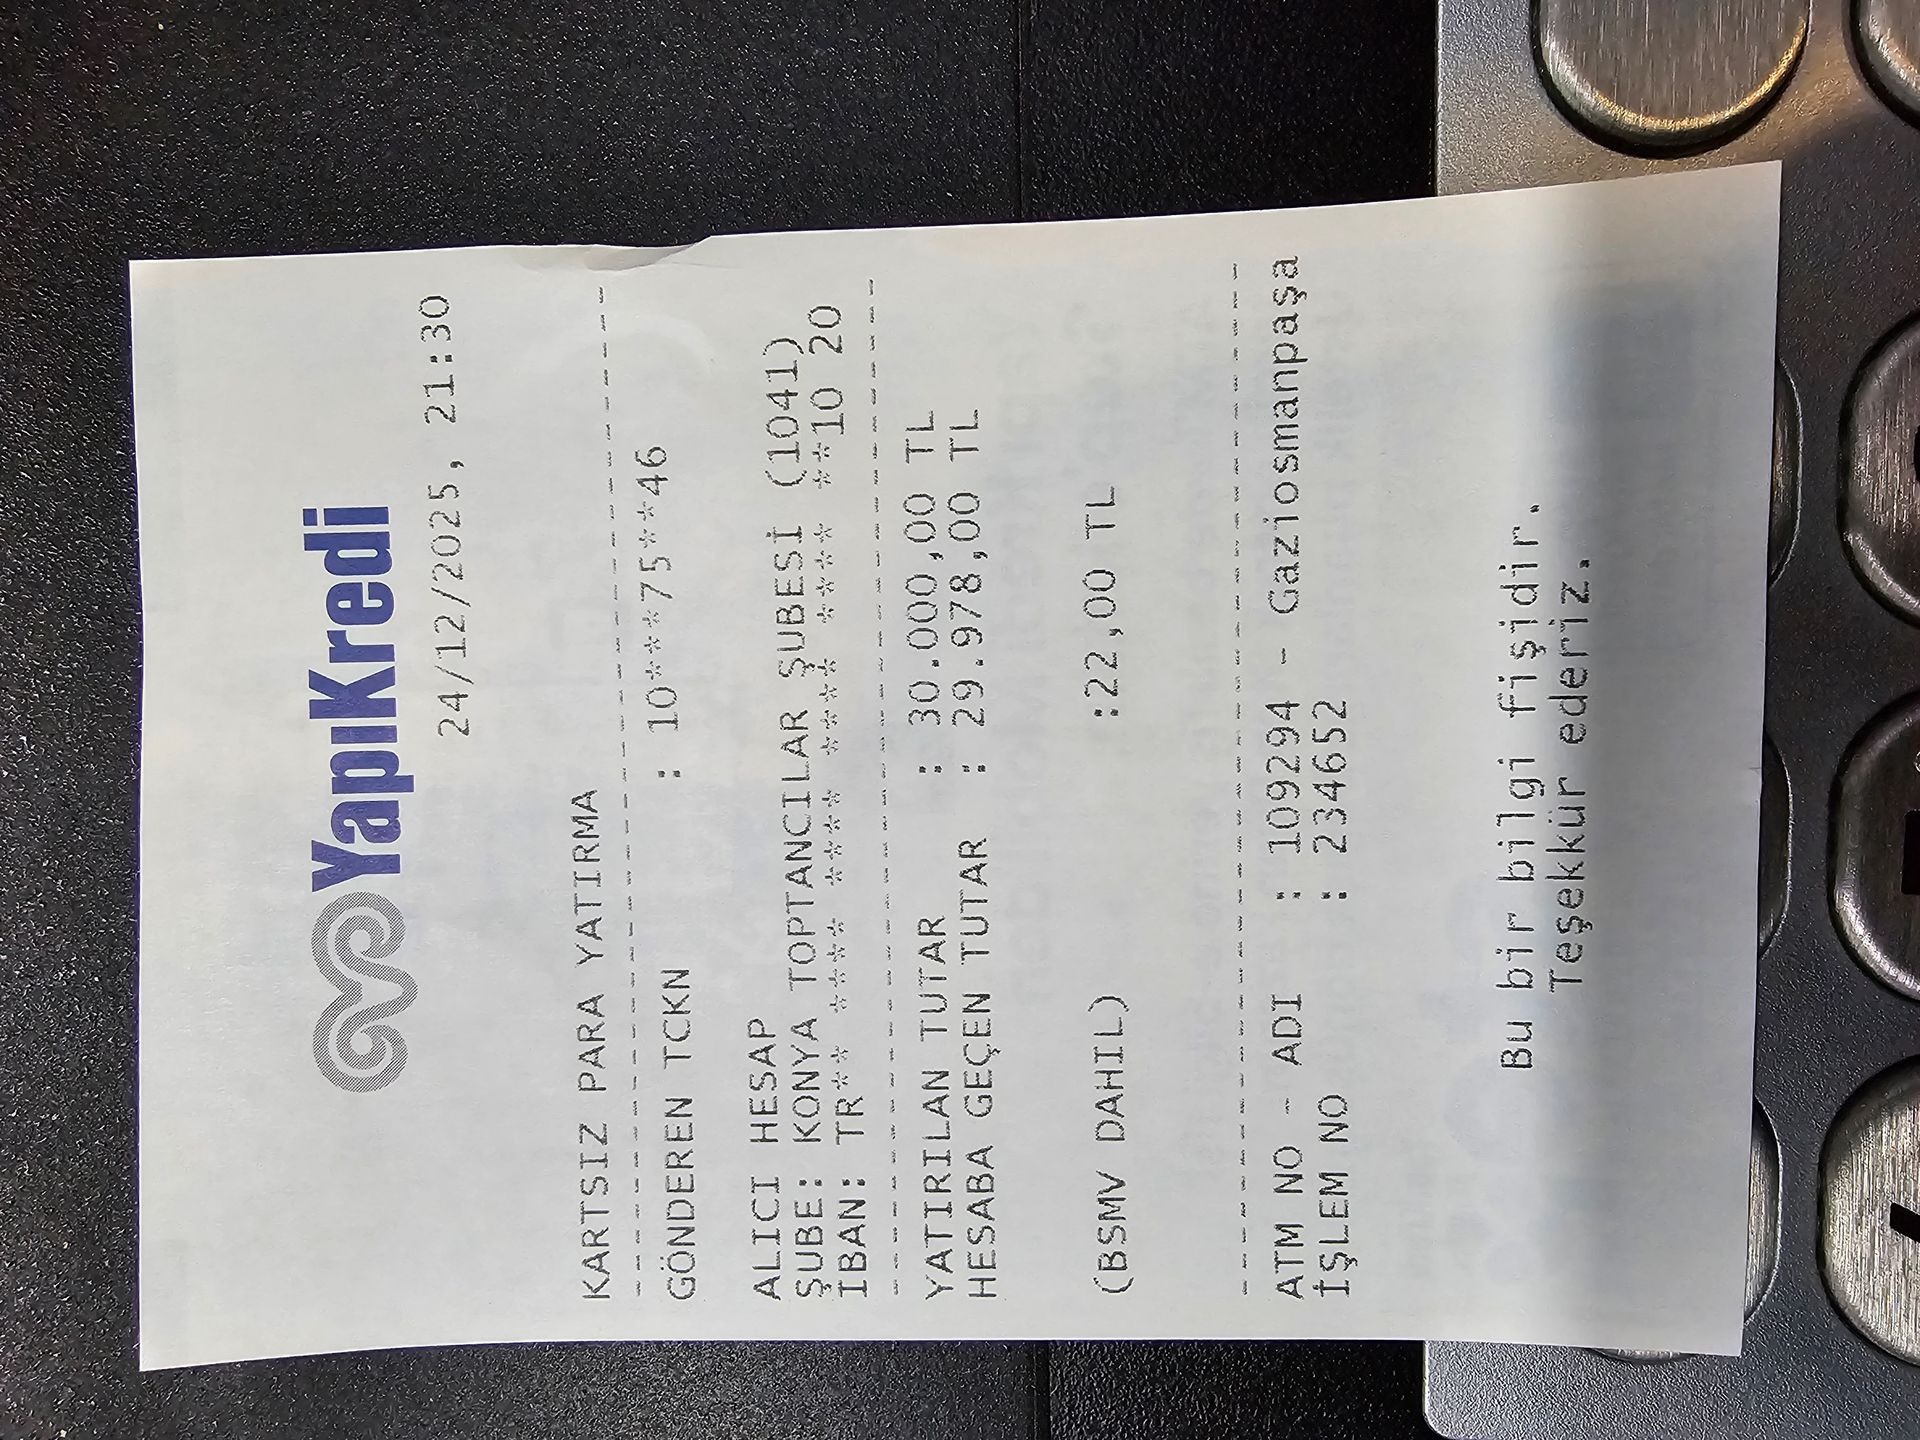 YapıKredi
24/12/2025, 21:30
KARTSIZ PARA YATIRMA
--------------------------------------
GÖNDEREN TCKN : 10***75**46
ALICI HESAP
ŞUBE: KONYA TOPTANCILAR ŞUBESİ (1041)
IBAN: TR** **** **** **** **** **10 20
--------------------------------------
YATIRILAN TUTAR : 30.000,00 TL
HESABA GEÇEN TUTAR : 29.978,00 TL
(BSMV DAHIL) :22,00 TL
--------------------------------------
ATM NO - ADI : 109294 - Gaziosmanpaşa
İŞLEM NO : 234652
Bu bir bilgi fişidir.
Teşekkür ederiz.